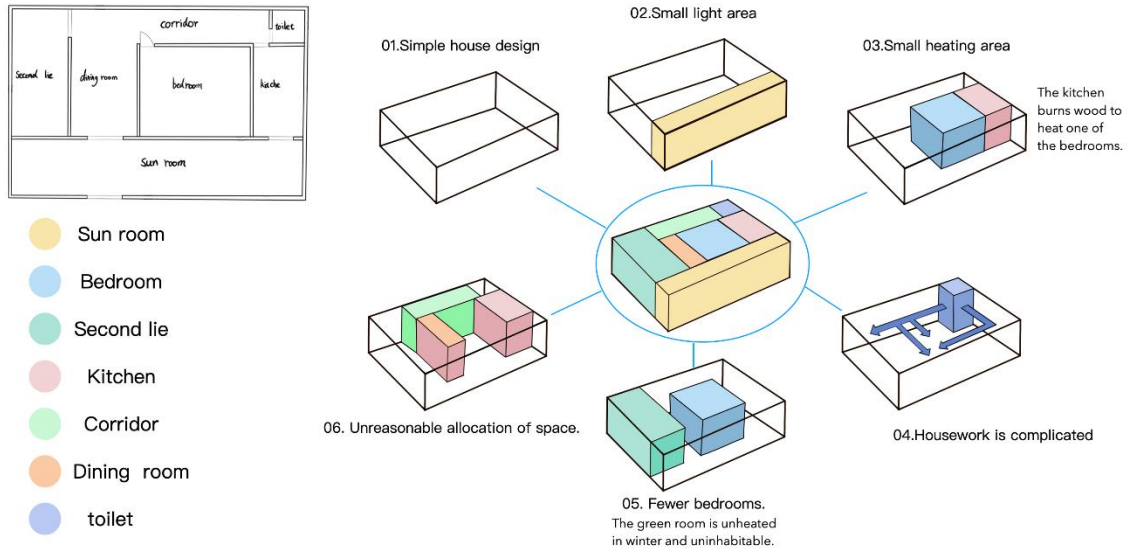 corridor
toilet
Second lie
dining room
bedroom
kitche
Sun room
Sun room
Bedroom
Second lie
Kitchen
Corridor
Dining room
toilet
01.Simple house design
02.Small light area
03.Small heating area
The kitchen
burns wood to
heat one of
the bedrooms.
04.Housework is complicated
05. Fewer bedrooms.
The green room is unheated
in winter and uninhabitable.
06. Unreasonable allocation of space.